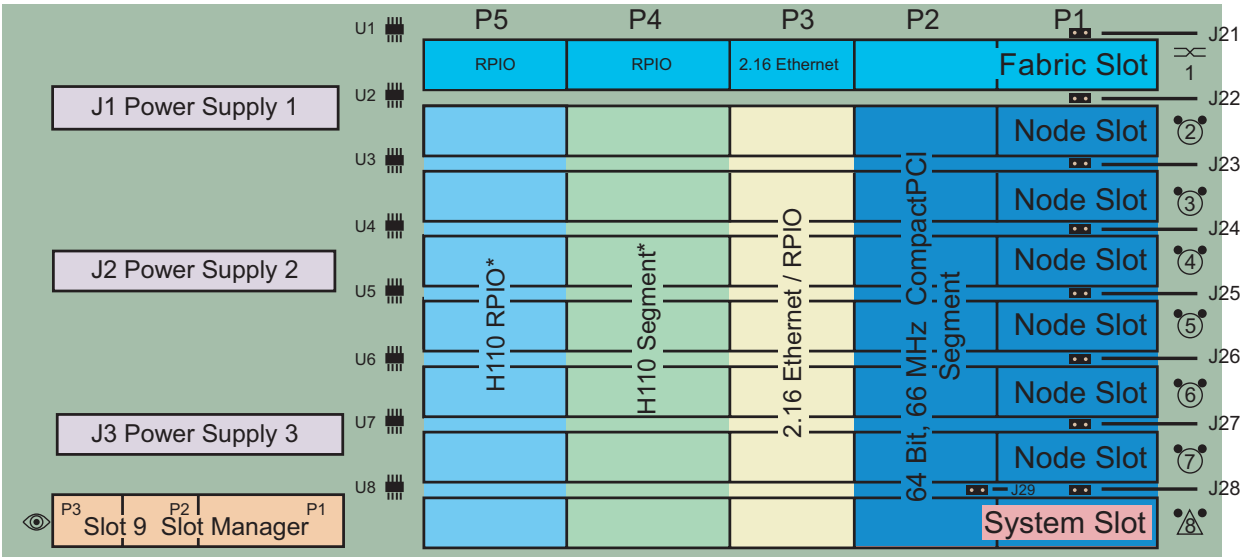 P5 P4 P3 P2 P1
U1
J21
RPIO RPIO 2.16 Ethernet Fabric Slot
1
U2
J22
J1 Power Supply 1
Node Slot
2
U3
J23
Node Slot
3
U4
J24
J2 Power Supply 2
Node Slot
4
U5
J25
Node Slot
5
U6
J26
Node Slot
6
U7
J27
J3 Power Supply 3
Node Slot
7
U8
J29
J28
P3 P2 P1
Slot 9 Slot Manager
System Slot
8
H110 RPIO*
H110 Segment*
2.16 Ethernet / RPIO
64 Bit, 66 MHz CompactPCI
Segment